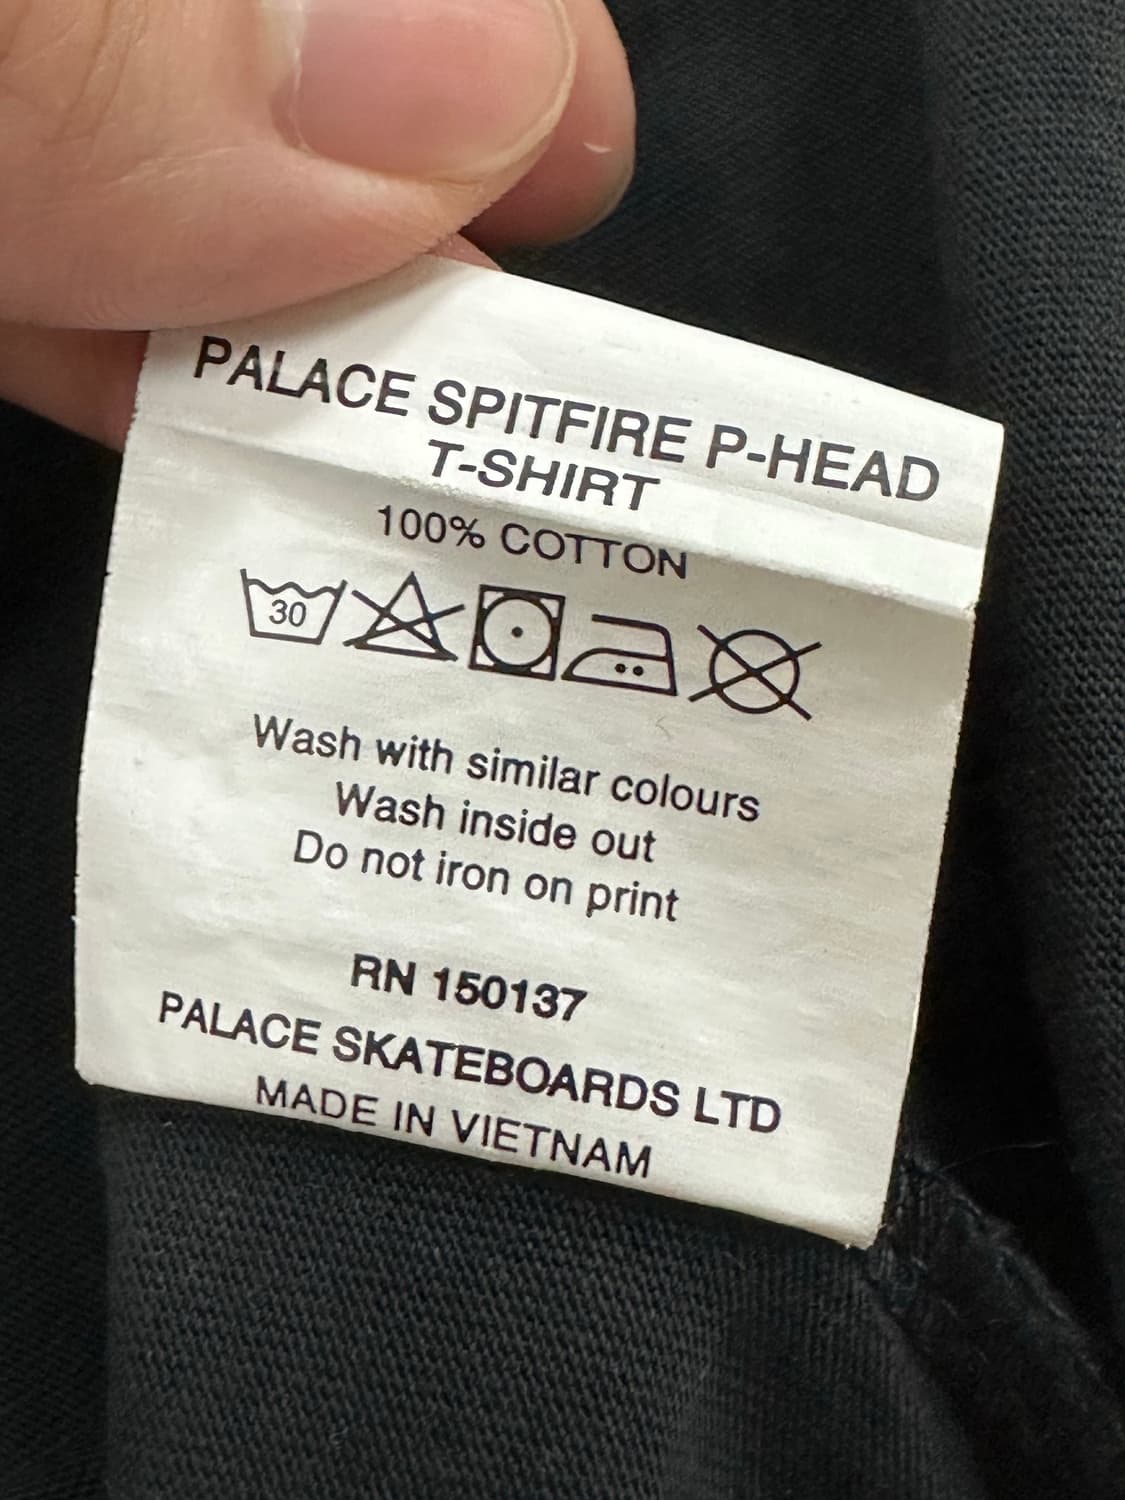 PALACE SPITFIRE P-HEAD
T-SHIRT
100% COTTON
30
Wash with similar colours
Wash inside out
Do not iron on print
RN 150137
PALACE SKATEBOARDS LTD
MADE IN VIETNAM